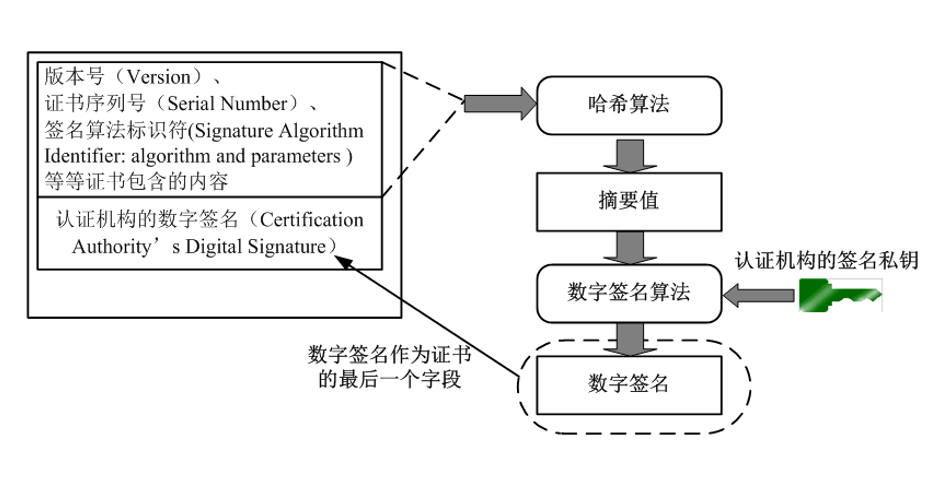 版本号（Version）、
证书序列号（Serial Number）、
签名算法标识符(Signature Algorithm
Identifier: algorithm and parameters )
等等证书包含的内容
认证机构的数字签名（Certification
Authority’s Digital Signature）
哈希算法
摘要值
认证机构的签名私钥
数字签名算法
数字签名作为证书
的最后一个字段
数字签名